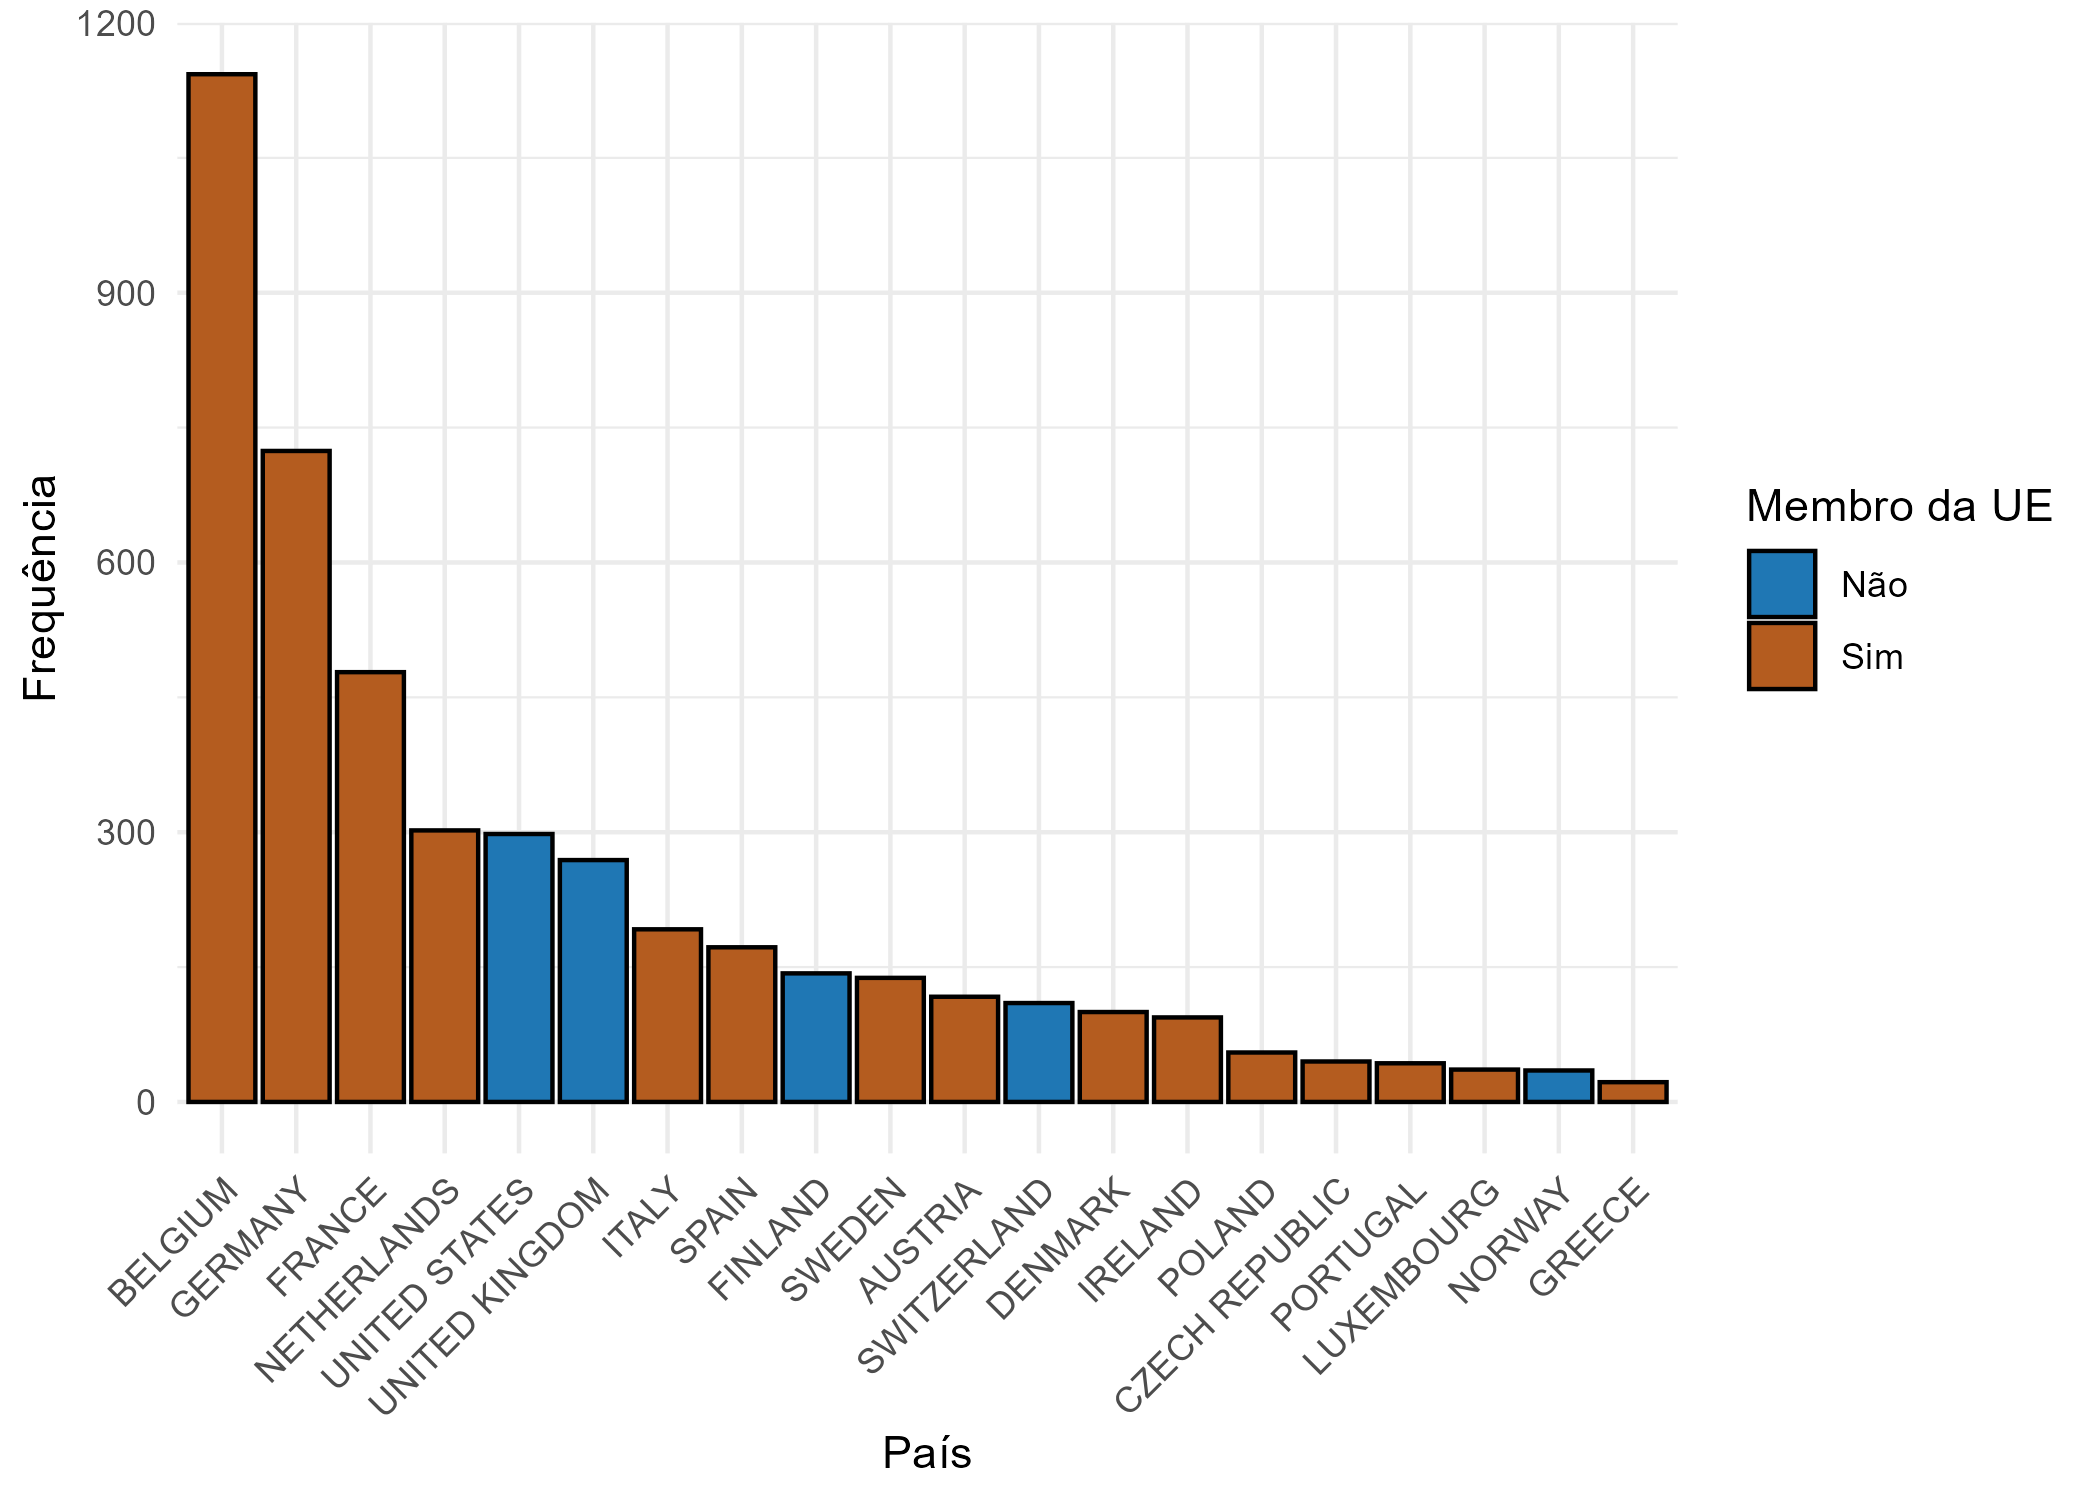 1200
900
600
300
0
Frequência
BELGIUM
GERMANY
FRANCE
NETHERLANDS
UNITED STATES
UNITED KINGDOM
ITALY
SPAIN
FINLAND
SWEDEN
AUSTRIA
SWITZERLAND
DENMARK
IRELAND
POLAND
CZECH REPUBLIC
PORTUGAL
LUXEMBOURG
NORWAY
GREECE
País
Membro da UE
Não
Sim